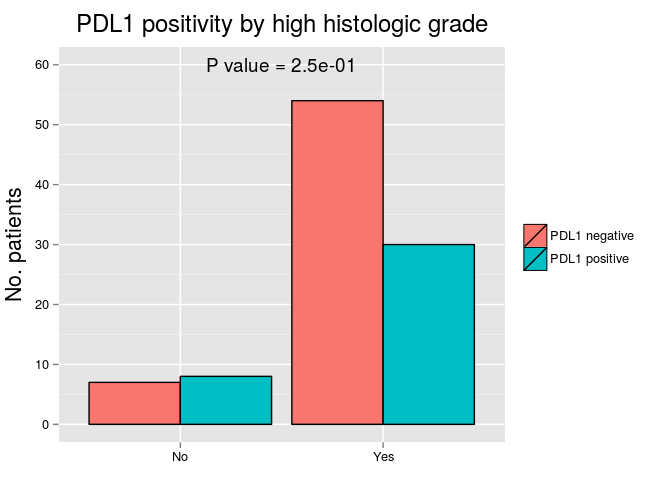 PDL1 positivity by high histologic grade
P value = 2.5e-01
60
50
40
30
20
10
0
No. patients
No
Yes
PDL1 negative
PDL1 positive